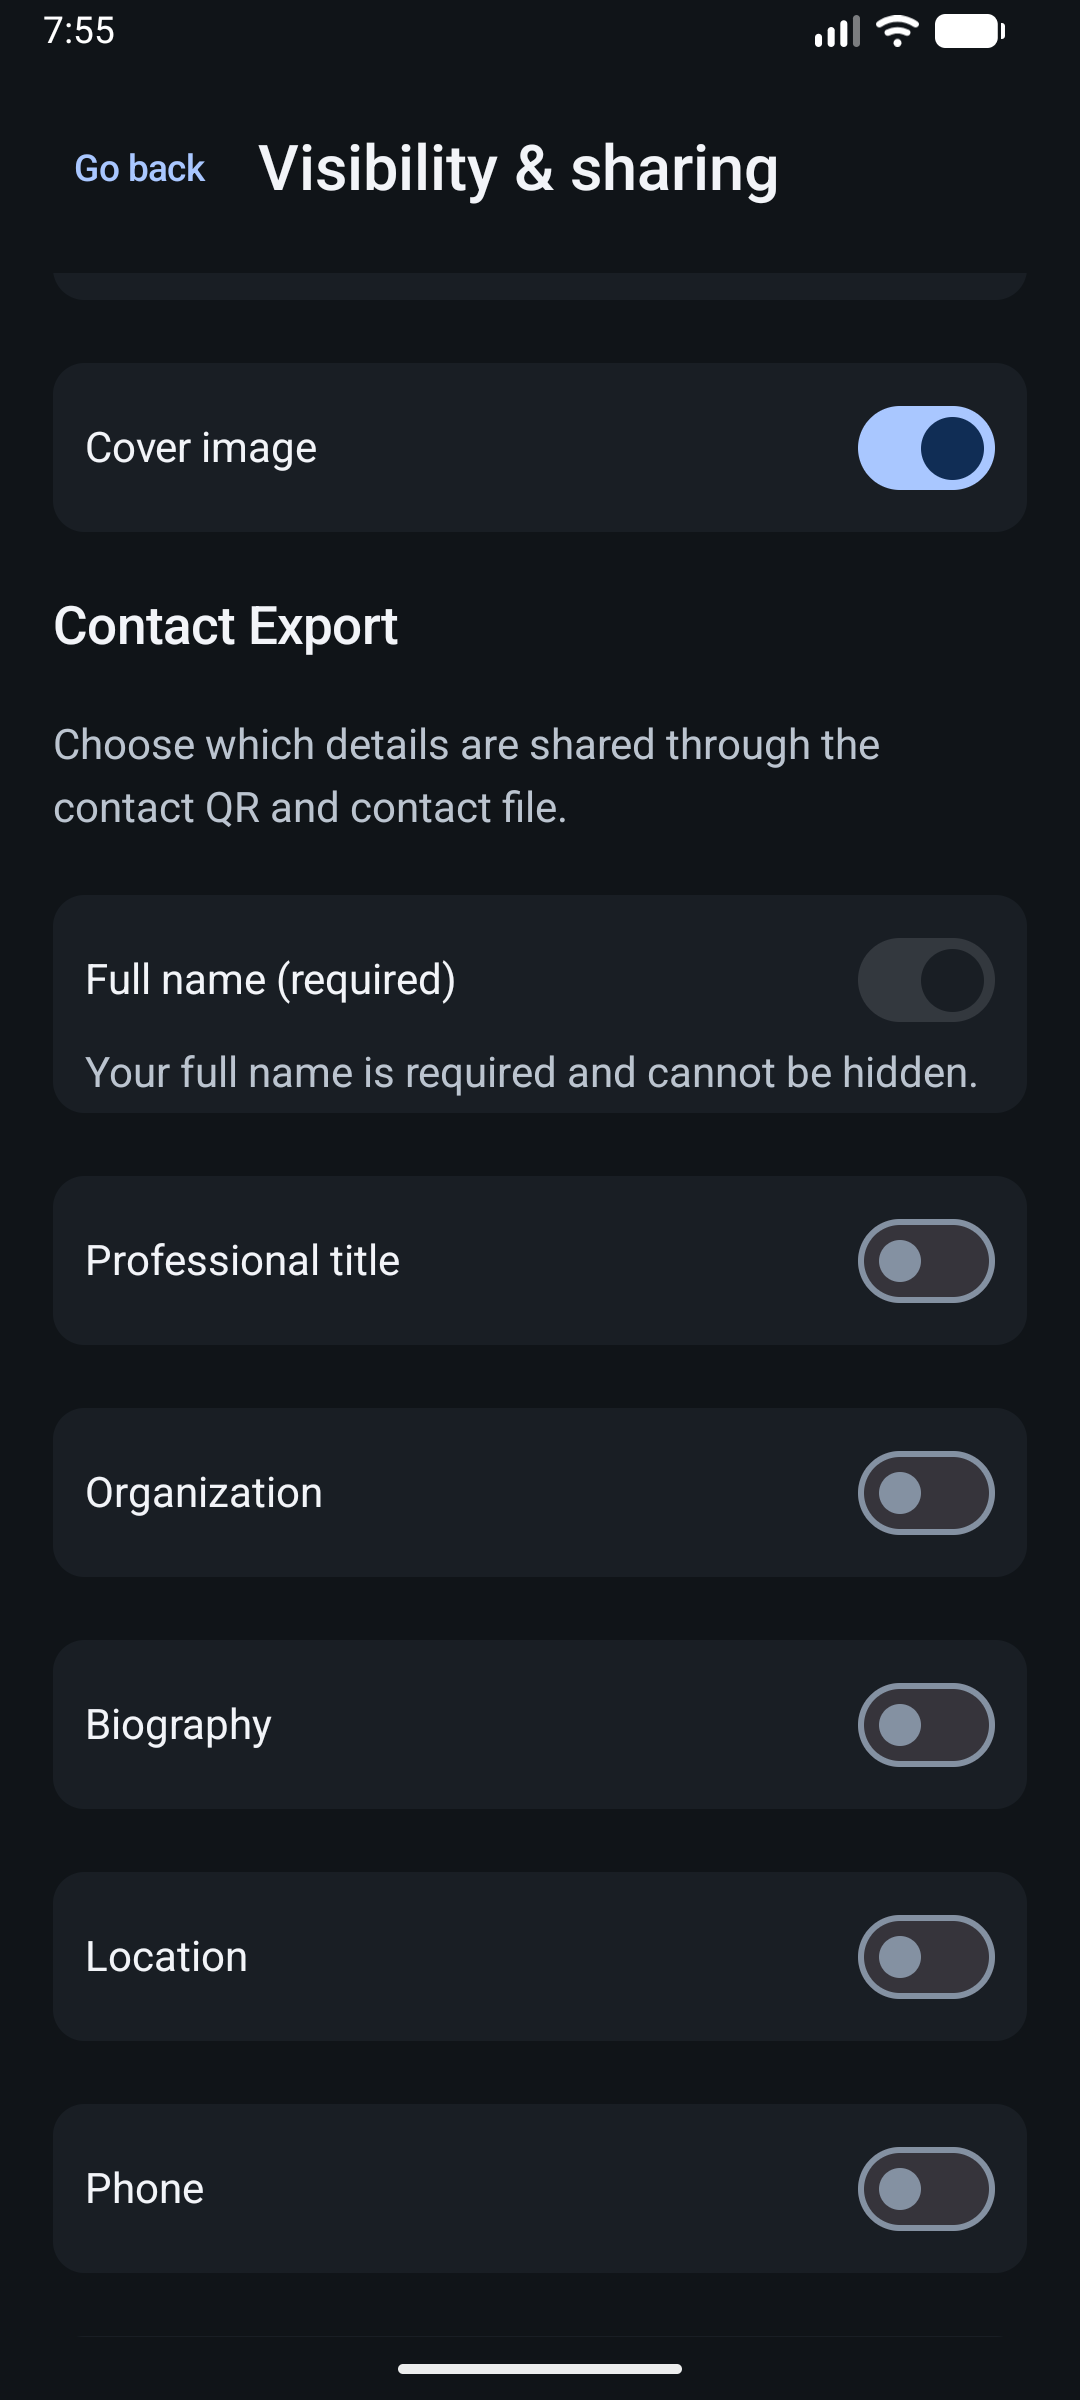 7:55
Go back
Visibility & sharing
Cover image
Contact Export
Choose which details are shared through the
contact QR and contact file.
Full name (required)
Your full name is required and cannot be hidden.
Professional title
Organization
Biography
Location
Phone